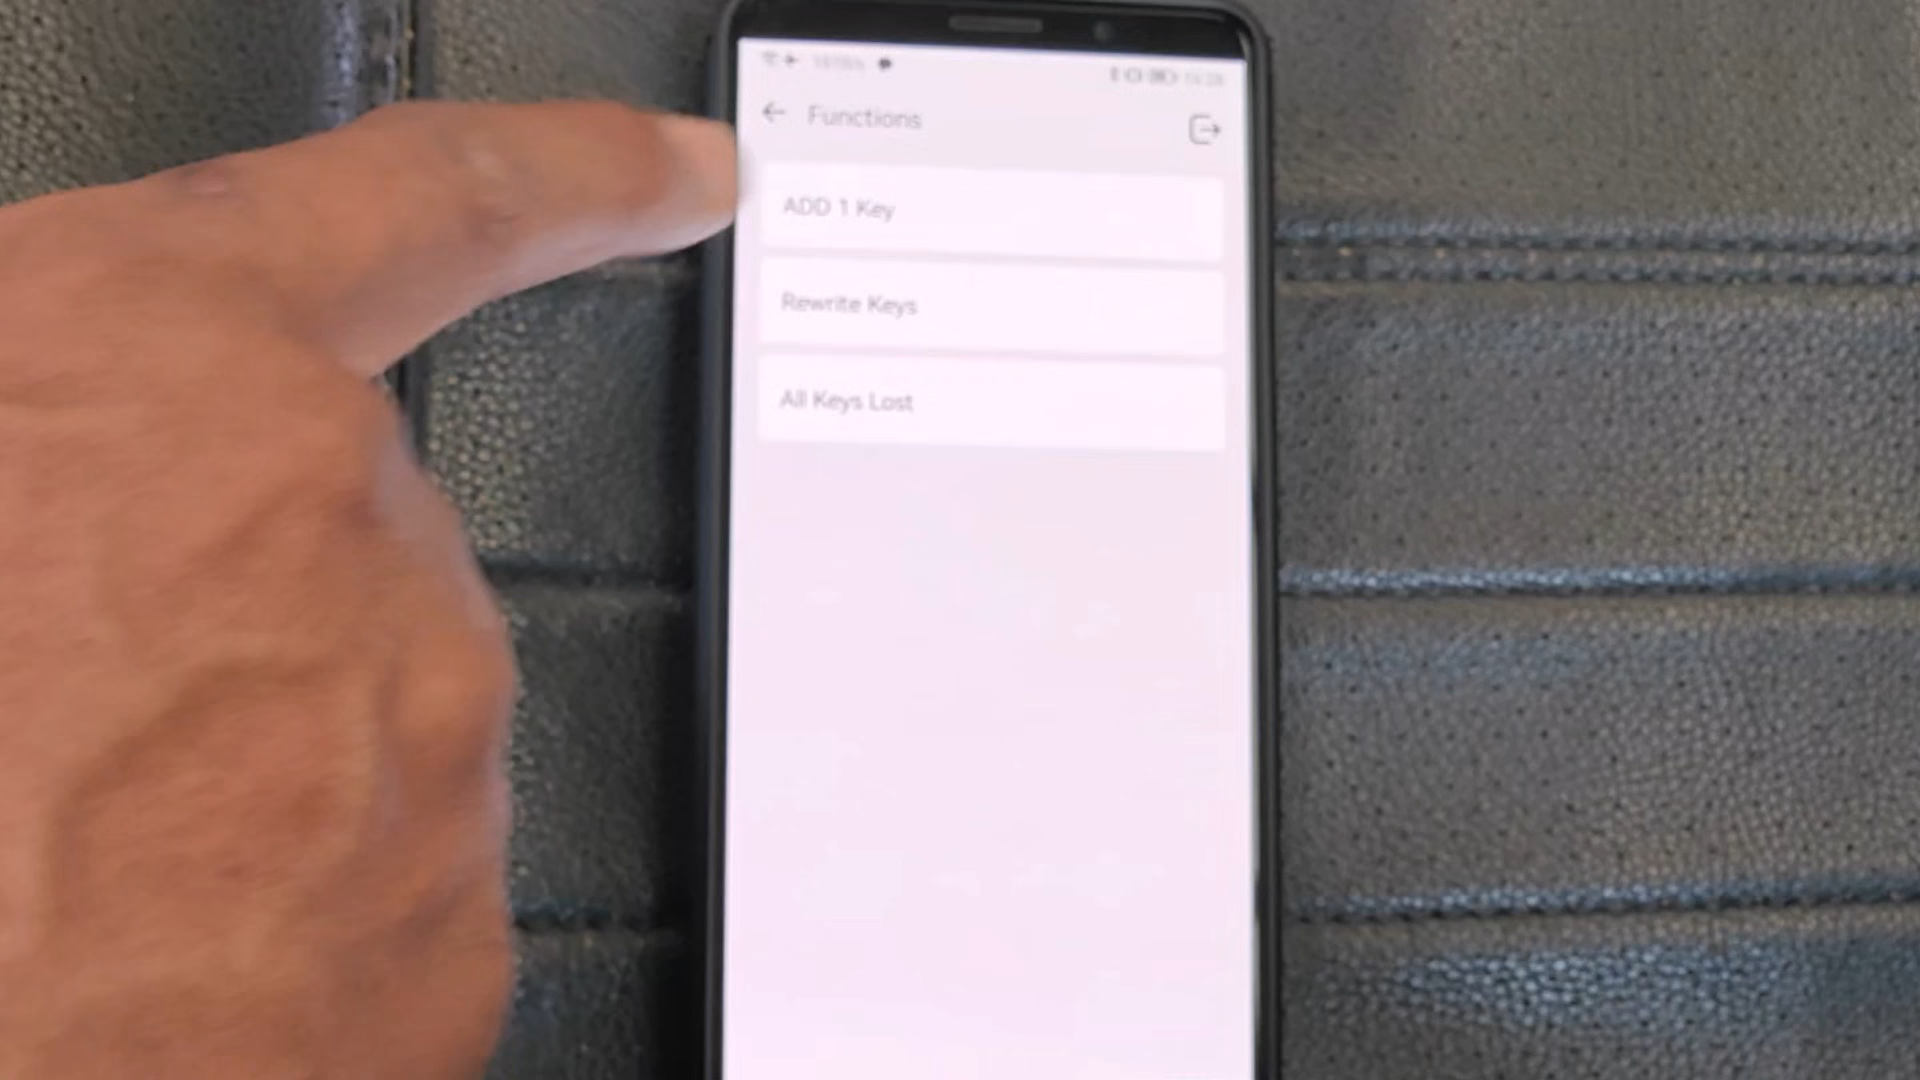 Functions
ADD 1 Key
Rewrite Keys
All Keys Lost